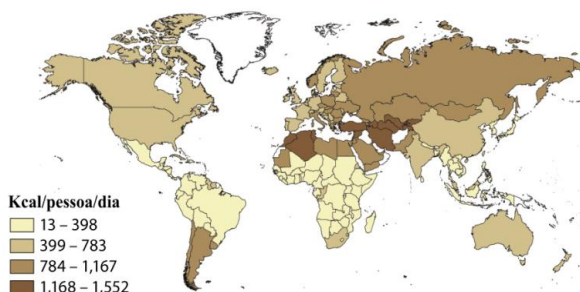 Kcal/pessoa/dia
13 – 398
399 – 783
784 – 1,167
1,168 – 1,552